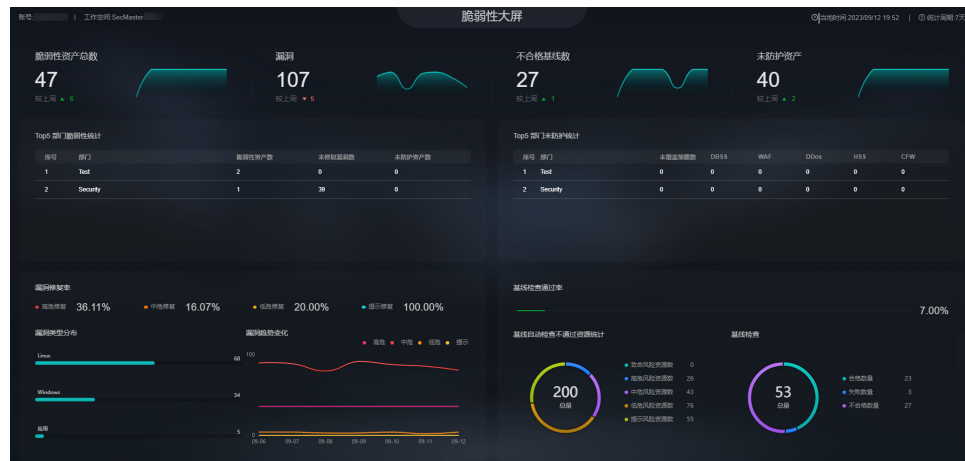 账号: | 工作空间:SecMaster
脆弱性大屏
当地时间 2023/09/12 19:52 | 统计周期:7天
脆弱性资产总数 漏洞 不合格基线数 未防护资产
47 107 27 40
较上周 ▲ 6 较上周 ▼ 5 较上周 ▲ 1 较上周 ▲ 2
Top5 部门脆弱性统计
序号 部门 脆弱性资产数 未修复漏洞数 未防护资产数
1 Test 2 0 0
2 Security 1 39 0
Top5 部门未防护统计
序号 部门 未覆盖策略数 DBSS WAF DDos HSS CFW
1 Test 0 0 0 0 0 0
2 Security 0 0 0 0 0 0
漏洞修复率
高危修复 36.11% 中危修复 16.07% 低危修复 20.00% 提示修复 100.00%
漏洞类型分布
Linux 68
Windows 34
应用 5
漏洞趋势变化
高危 中危 低危 提示
100
0
09-06 09-07 09-08 09-09 09-10 09-11 09-12
基线检查通过率
7.00%
基线自动检查不通过资源统计
200
总量
致命风险资源数 0
高危风险资源数 26
中危风险资源数 43
低危风险资源数 76
提示风险资源数 55
基线检查
53
总量
合格数量 23
失败数量 3
不合格数量 27